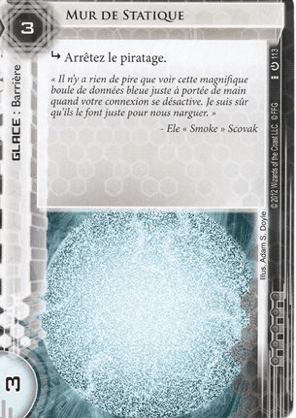 MUR DE STATIQUE
3
↳ Arrêtez le piratage.
« Il n'y a rien de pire que voir cette magnifique
boule de données bleue juste à portée de main
quand votre connexion se désactive. Je suis sûr
qu'ils le font juste pour nous narguer. »
- Ele « Smoke » Scovak
GLACE : Barrière
113
© 2012 Wizards of the Coast LLC. © FFG
Illus. Adam S. Doyle
3